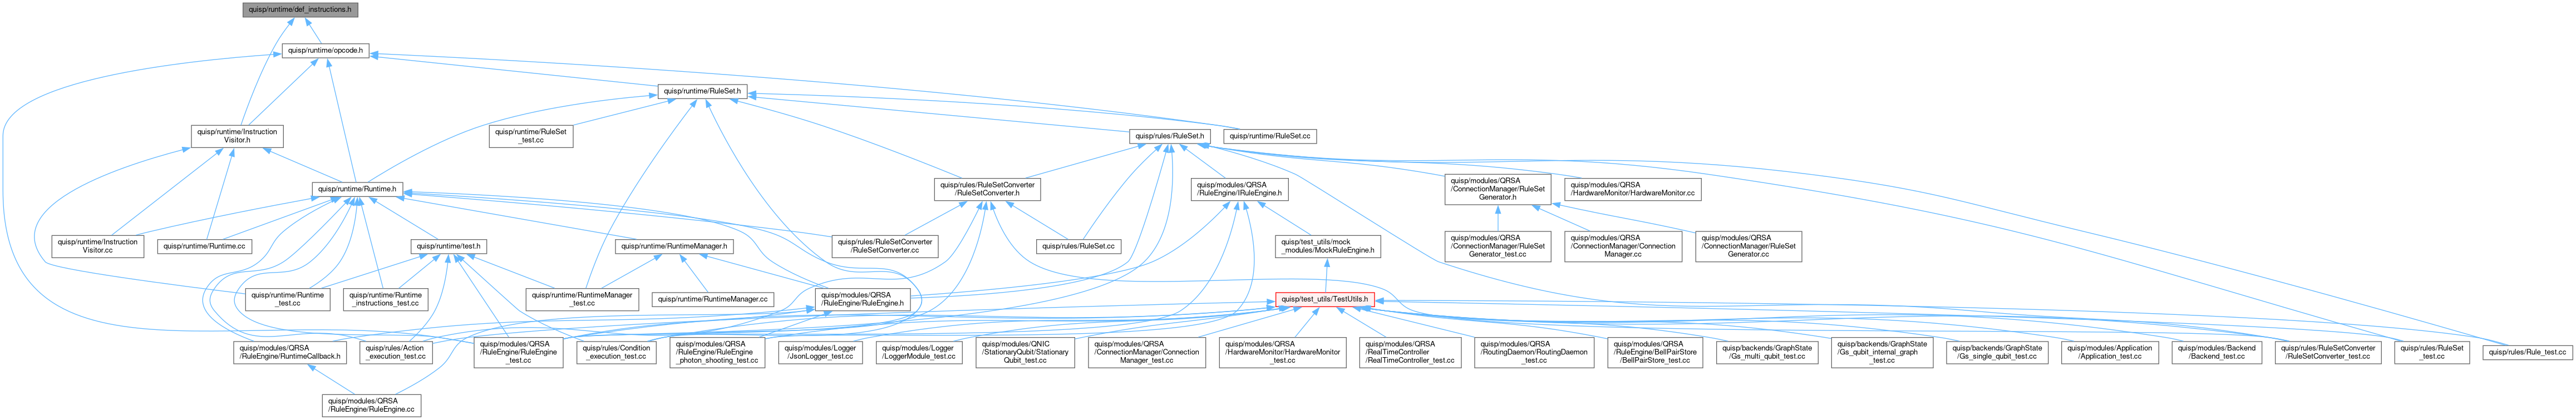 quisp/runtime/def_instructions.h
quisp/runtime/opcode.h
quisp/runtime/RuleSet.h
quisp/runtime/Instruction
Visitor.h
quisp/runtime/RuleSet
_test.cc
quisp/rules/RuleSet.h
quisp/runtime/RuleSet.cc
quisp/runtime/Runtime.h
quisp/rules/RuleSetConverter
/RuleSetConverter.h
quisp/modules/QRSA
/RuleEngine/IRuleEngine.h
quisp/modules/QRSA
/ConnectionManager/RuleSet
Generator.h
quisp/modules/QRSA
/HardwareMonitor/HardwareMonitor.cc
quisp/runtime/Instruction
Visitor.cc
quisp/runtime/Runtime.cc
quisp/runtime/test.h
quisp/runtime/RuntimeManager.h
quisp/rules/RuleSetConverter
/RuleSetConverter.cc
quisp/rules/RuleSet.cc
quisp/test_utils/mock
_modules/MockRuleEngine.h
quisp/modules/QRSA
/ConnectionManager/RuleSet
Generator_test.cc
quisp/modules/QRSA
/ConnectionManager/Connection
Manager.cc
quisp/modules/QRSA
/ConnectionManager/RuleSet
Generator.cc
quisp/runtime/Runtime
_test.cc
quisp/runtime/Runtime
_instructions_test.cc
quisp/runtime/RuntimeManager
_test.cc
quisp/runtime/RuntimeManager.cc
quisp/modules/QRSA
/RuleEngine/RuleEngine.h
quisp/test_utils/TestUtils.h
quisp/modules/QRSA
/RuleEngine/RuntimeCallback.h
quisp/rules/Action
_execution_test.cc
quisp/modules/QRSA
/RuleEngine/RuleEngine
_test.cc
quisp/rules/Condition
_execution_test.cc
quisp/modules/QRSA
/RuleEngine/RuleEngine
_photon_shooting_test.cc
quisp/modules/Logger
/JsonLogger_test.cc
quisp/modules/Logger
/LoggerModule_test.cc
quisp/modules/QNIC
/StationaryQubit/Stationary
Qubit_test.cc
quisp/modules/QRSA
/ConnectionManager/Connection
Manager_test.cc
quisp/modules/QRSA
/HardwareMonitor/HardwareMonitor
_test.cc
quisp/modules/QRSA
/RealTimeController
/RealTimeController_test.cc
quisp/modules/QRSA
/RoutingDaemon/RoutingDaemon
_test.cc
quisp/modules/QRSA
/RuleEngine/BellPairStore
/BellPairStore_test.cc
quisp/backends/GraphState
/Gs_multi_qubit_test.cc
quisp/backends/GraphState
/Gs_qubit_internal_graph
_test.cc
quisp/backends/GraphState
/Gs_single_qubit_test.cc
quisp/modules/Application
/Application_test.cc
quisp/modules/Backend
/Backend_test.cc
quisp/rules/RuleSetConverter
/RuleSetConverter_test.cc
quisp/rules/RuleSet
_test.cc
quisp/rules/Rule_test.cc
quisp/modules/QRSA
/RuleEngine/RuleEngine.cc